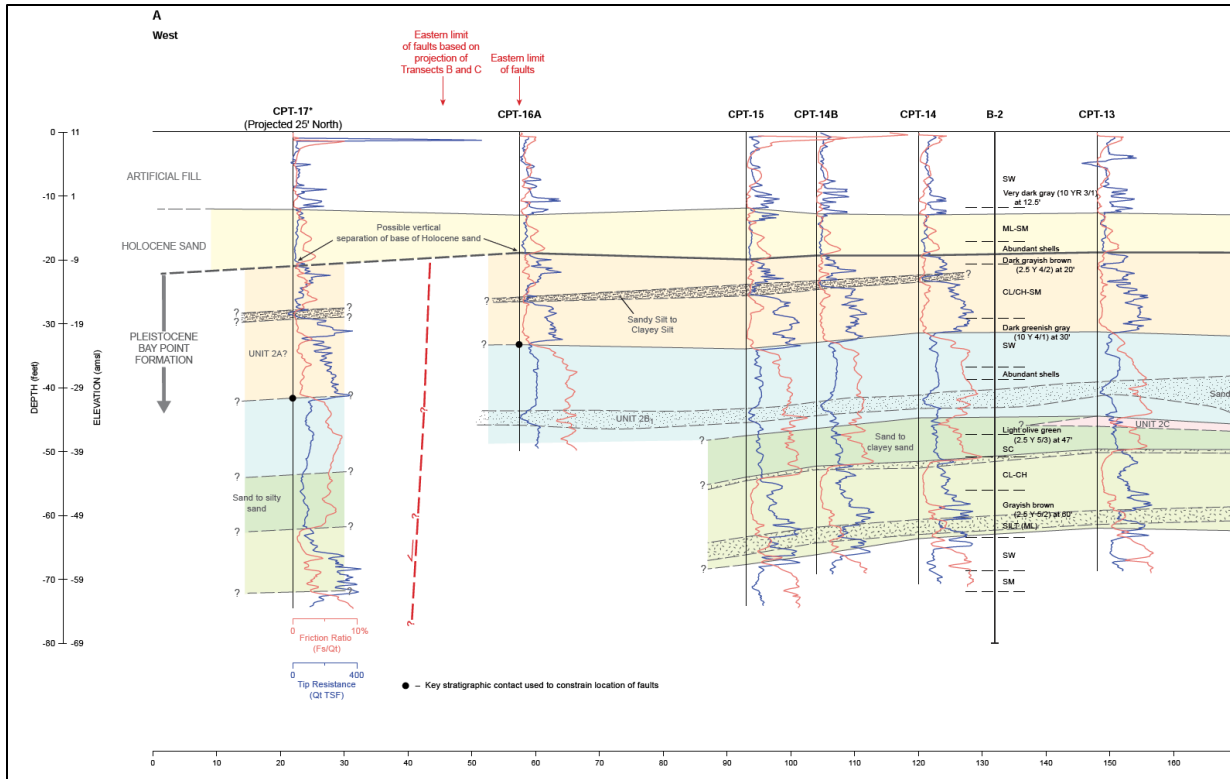 A
West
Eastern limit
of faults based on
projection of
Transects B and C
Eastern limit
of faults
CPT-17*
(Projected 25' North)
CPT-16A
CPT-15
CPT-14B
CPT-14
B-2
CPT-13
0
-10
-20
-30
-40
-50
-60
-70
-80
DEPTH (feet)
11
1
-9
-19
-29
-39
-49
-59
-69
ELEVATION (amsl)
ARTIFICIAL FILL
HOLOCENE SAND
PLEISTOCENE
BAY POINT
FORMATION
Possible vertical
separation of base of Holocene sand
Sandy Silt to
Clayey Silt
UNIT 2A?
UNIT 2B1
Sand to silty
sand
Sand to
clayey sand
SW
Very dark gray (10 YR 3/1)
at 12.5'
ML-SM
Abundant shells
Dark grayish brown
(2.5 Y 4/2) at 20'
CL/CH-SM
Dark greenish gray
(10 Y 4/1) at 30'
SW
Abundant shells
Light olive green
(2.5 Y 5/3) at 47'
SC
CL-CH
Grayish brown
(2.5 Y 5/2) at 60'
SILT (ML)
SW
SM
Sand
UNIT 2C
? ? ? ? ? ? ? ? ? ? ? ? ? ? ? ? ? ? ? ?
0 10%
Friction Ratio
(Fs/Qt)
0 400
Tip Resistance
(Qt TSF)
● – Key stratigraphic contact used to constrain location of faults
0 10 20 30 40 50 60 70 80 90 100 110 120 130 140 150 160